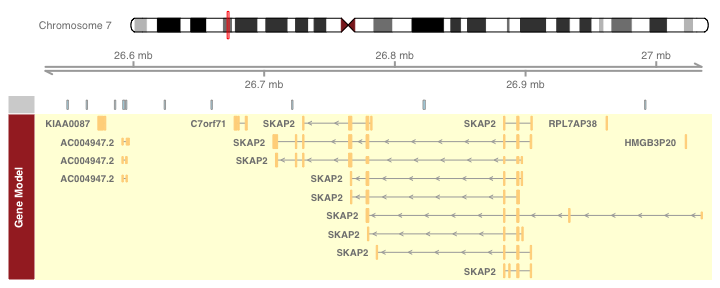 Chromosome 7
26.6 mb 26.8 mb 27 mb
26.7 mb 26.9 mb
Gene Model
KIAA0087 C7orf71 SKAP2 SKAP2 RPL7AP38
AC004947.2 SKAP2 HMGB3P20
AC004947.2 SKAP2
AC004947.2 SKAP2
SKAP2
SKAP2
SKAP2
SKAP2
SKAP2